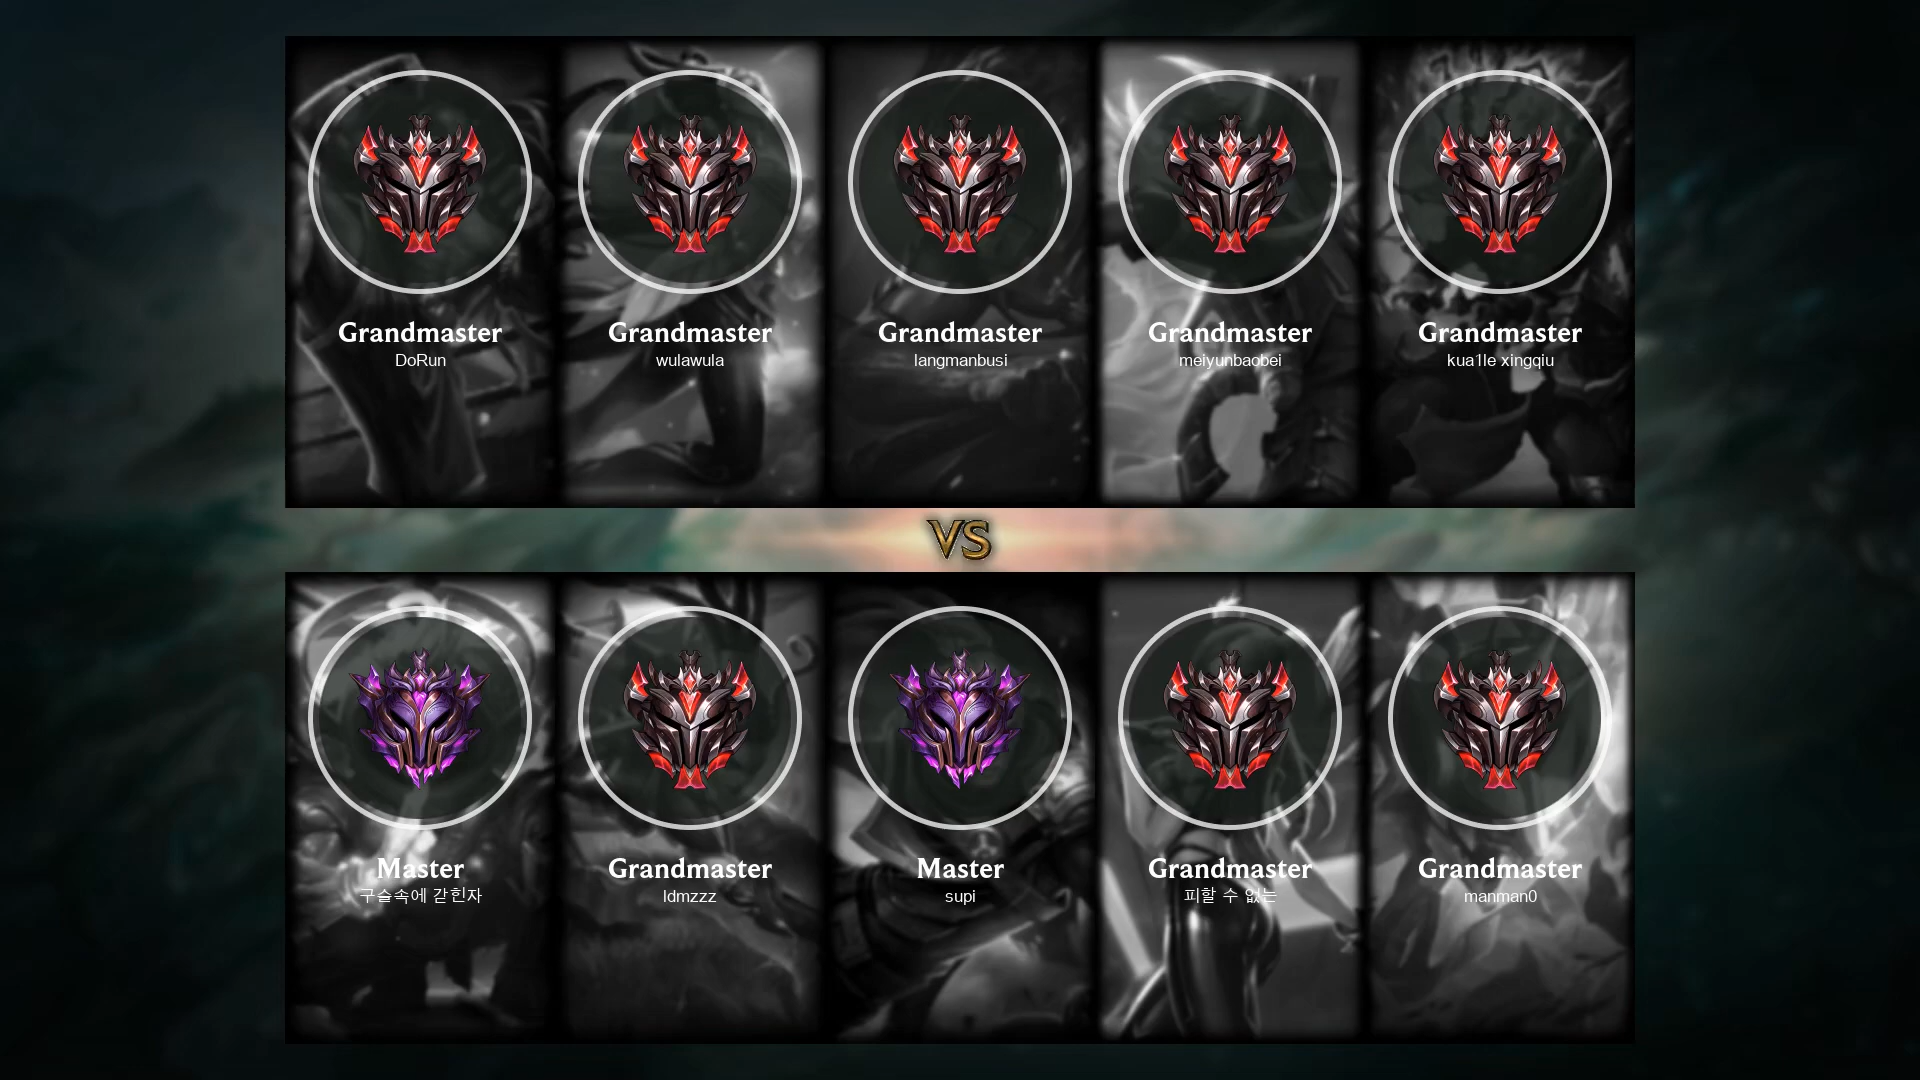 Grandmaster
DoRun
Grandmaster
wulawula
Grandmaster
langmanbusi
Grandmaster
meiyunbaobei
Grandmaster
kua1le xingqiu
VS
Master
구슬속에 갇힌자
Grandmaster
ldmzzz
Master
supi
Grandmaster
피할 수 없는
Grandmaster
manman0